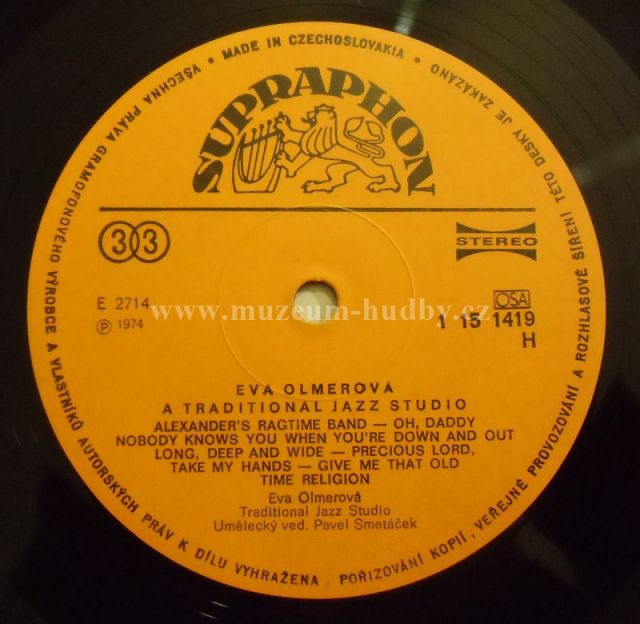 VŠECHNA PRÁVA GRAMOFONOVÉHO VÝROBCE A VLASTNÍKŮ AUTORSKÝCH PRÁV K DÍLU VYHRAŽENA. POŘIZOVÁNÍ KOPIÍ, VEŘEJNÉ PROVOZOVÁNÍ A ROZHLASOVÉ ŠÍŘENÍ TÉTO DESKY JE ZAKÁZÁNO • MADE IN CZECHOSLOVAKIA •
SUPRAPHON
33
STEREO
E 2714
OSA
℗ 1974
www.muzeum-hudby.cz
1 15 1419
H
EVA OLMEROVÁ
A TRADITIONAL JAZZ STUDIO
ALEXANDER'S RAGTIME BAND — OH, DADDY
NOBODY KNOWS YOU WHEN YOU'RE DOWN AND OUT
LONG, DEEP AND WIDE — PRECIOUS LORD,
TAKE MY HANDS — GIVE ME THAT OLD
TIME RELIGION
Eva Olmerová
Traditional Jazz Studio
Umělecký ved. Pavel Smetáček